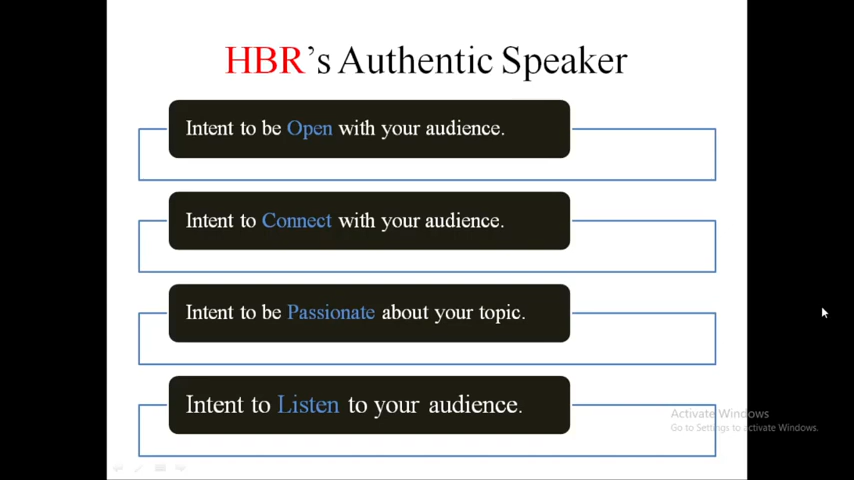 HBR's Authentic Speaker
Intent to be Open with your audience.
Intent to Connect with your audience.
Intent to be Passionate about your topic.
Intent to Listen to your audience.
Activate Windows
Go to Settings to activate Windows.